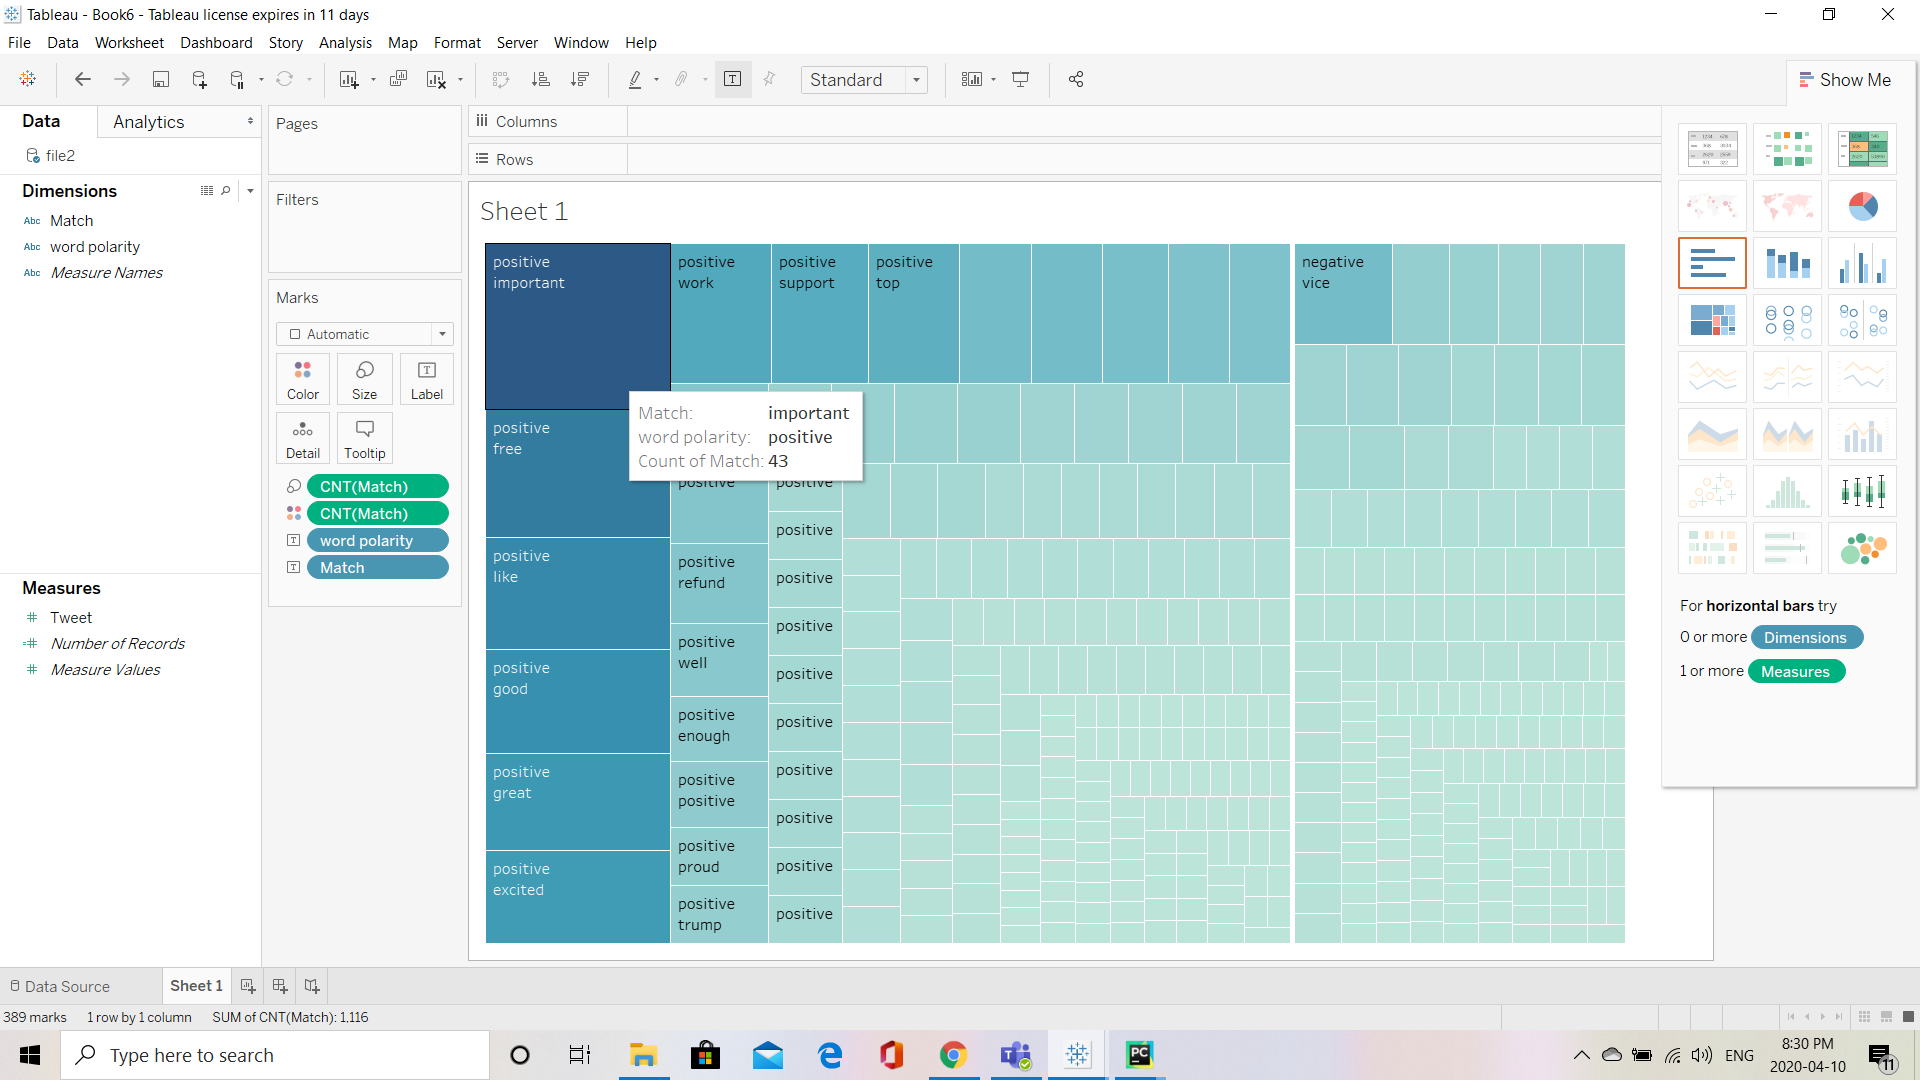 Tableau - Book6 - Tableau license expires in 11 days
File Data Worksheet Dashboard Story Analysis Map Format Server Window Help
Standard
Show Me
Data
Analytics
file2
Dimensions
Abc Match
Abc word polarity
Abc Measure Names
Measures
Tweet
Number of Records
Measure Values
Pages
Filters
Marks
Automatic
Color
Size
Label
Detail
Tooltip
CNT(Match)
CNT(Match)
word polarity
Match
Columns
Rows
Sheet 1
positive
important
positive
free
positive
like
positive
good
positive
great
positive
excited
positive
work
positive
support
positive
top
Match: important
word polarity: positive
Count of Match: 43
positive
positive
refund
positive
well
positive
enough
positive
positive
positive
proud
positive
trump
positive
positive
positive
positive
positive
positive
positive
positive
positive
positive
negative
vice
For horizontal bars try
0 or more Dimensions
1 or more Measures
Data Source
Sheet 1
389 marks 1 row by 1 column SUM of CNT(Match): 1,116
Type here to search
ENG
8:30 PM
2020-04-10
11